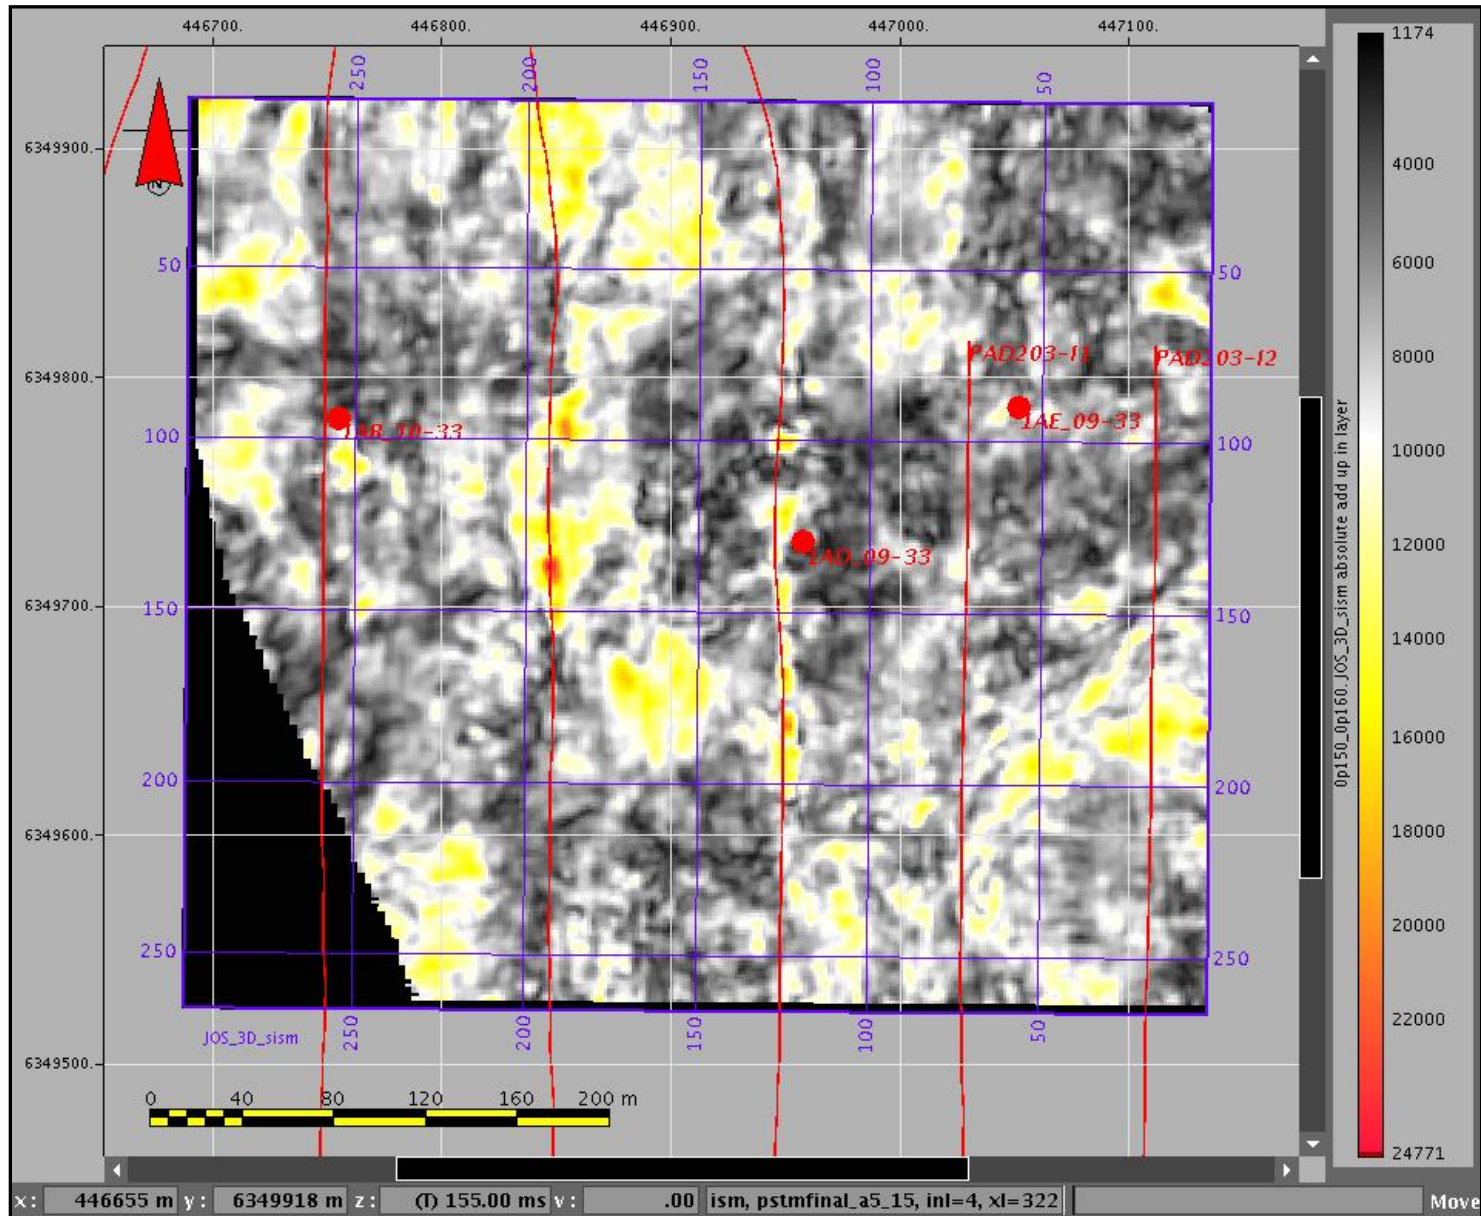 446700. 446800. 446900. 447000. 447100.
1174
250 200 150 100 50
6349900.
4000
N
6000
50 50
8000
PAD203-I1 PAD203-I2
6349800.
1AB_10-33 1AE_09-33
100 100
10000
12000
1AD_09-33
6349700.
150 150
14000
16000
200 200
18000
6349600.
20000
250 250
22000
JOS_3D_sism
250 200 150 100 50
6349500.
0 40 80 120 160 200 m
24771
0p150_0p160.JOS_3D_sism absolute add up in layer
x: 446655 m y: 6349918 m z: (T) 155.00 ms v: .00 ism, pstmfinal_a5_15, inl=4, xl=322 Move